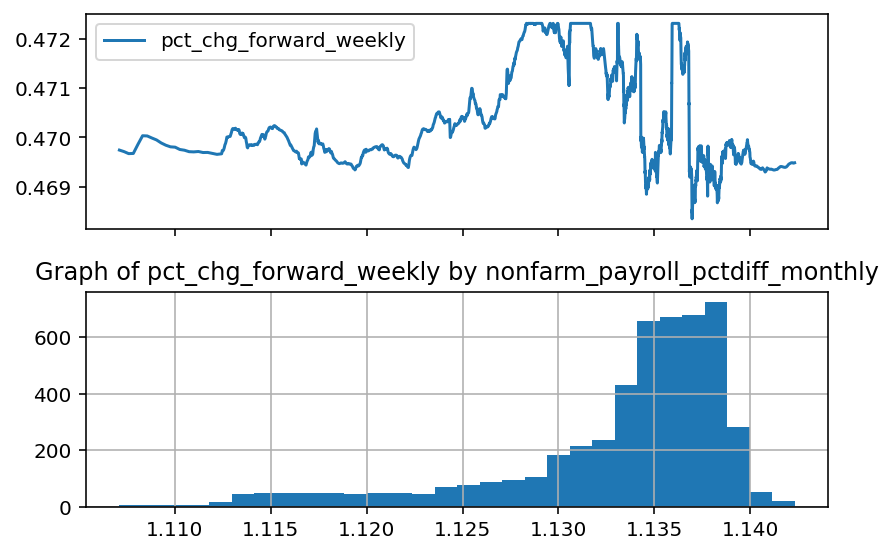 pct_chg_forward_weekly
0.472
0.471
0.470
0.469
Graph of pct_chg_forward_weekly by nonfarm_payroll_pctdiff_monthly
600
400
200
0
1.110 1.115 1.120 1.125 1.130 1.135 1.140